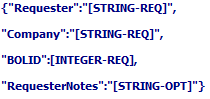 {"Requester":"[STRING-REQ]",
"Company":"[STRING-REQ]",
"BOLID":[INTEGER-REQ],
"RequesterNotes":"[STRING-OPT]"}